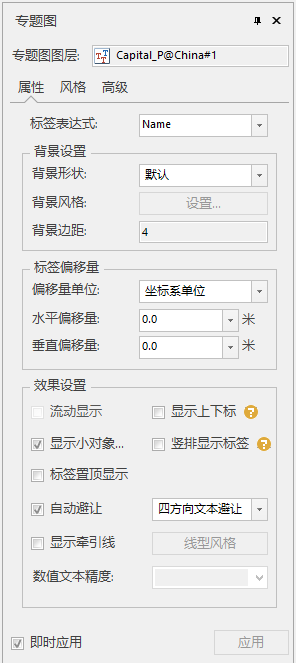 专题图
专题图图层: Capital_P@China#1
属性 风格 高级
标签表达式: Name
背景设置
背景形状: 默认
背景风格: 设置...
背景边距: 4
标签偏移量
偏移量单位: 坐标系单位
水平偏移量: 0.0 米
垂直偏移量: 0.0 米
效果设置
流动显示 显示上下标 ?
显示小对象... 竖排显示标签 ?
标签置顶显示
自动避让 四方向文本避让
显示牵引线 线型风格
数值文本精度:
即时应用 应用